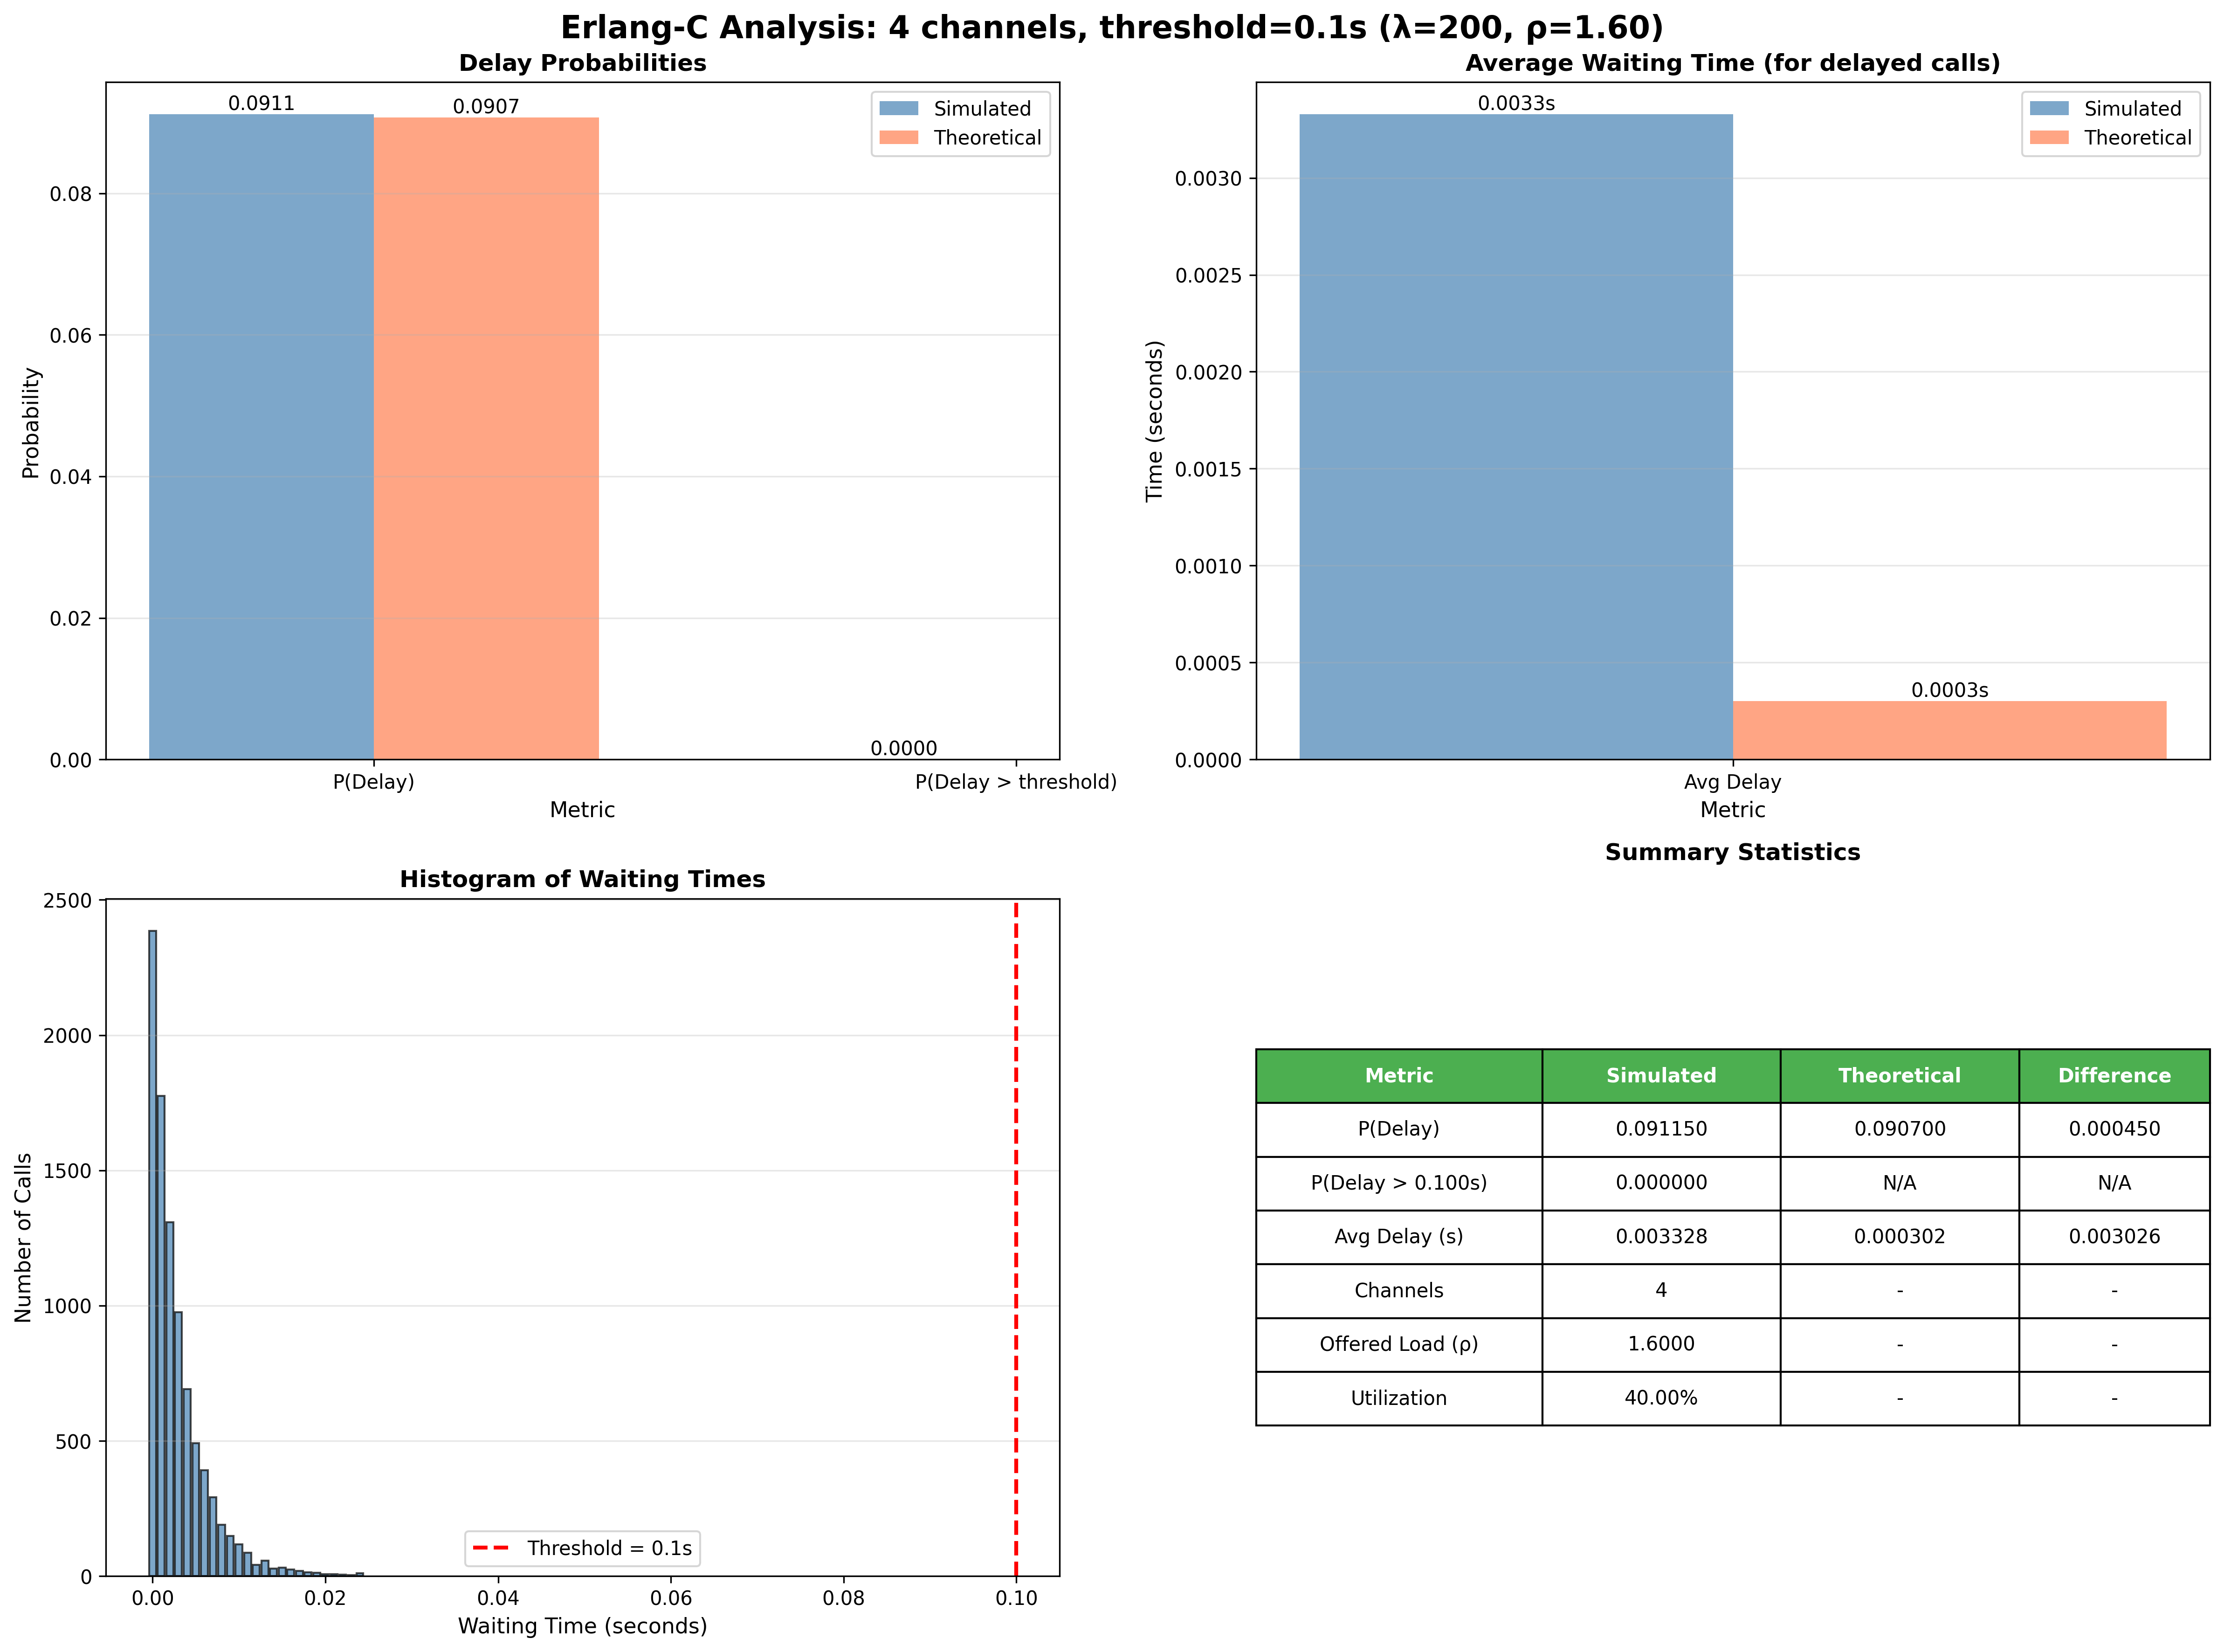 Erlang-C Analysis: 4 channels, threshold=0.1s (λ=200, ρ=1.60)
Delay Probabilities
0.0911
0.0907
0.0000
Simulated
Theoretical
Probability
0.08
0.06
0.04
0.02
0.00
P(Delay)
P(Delay > threshold)
Metric
Average Waiting Time (for delayed calls)
0.0033s
0.0003s
Simulated
Theoretical
Time (seconds)
0.0030
0.0025
0.0020
0.0015
0.0010
0.0005
0.0000
Avg Delay
Metric
Histogram of Waiting Times
Number of Calls
2500
2000
1500
1000
500
0
Threshold = 0.1s
0.00 0.02 0.04 0.06 0.08 0.10
Waiting Time (seconds)
Summary Statistics
Metric Simulated Theoretical Difference
P(Delay) 0.091150 0.090700 0.000450
P(Delay > 0.100s) 0.000000 N/A N/A
Avg Delay (s) 0.003328 0.000302 0.003026
Channels 4 - -
Offered Load (ρ) 1.6000 - -
Utilization 40.00% - -